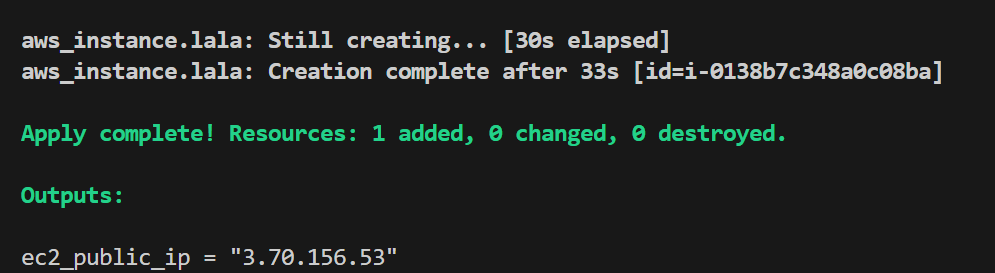 aws_instance.lala: Still creating... [30s elapsed]
aws_instance.lala: Creation complete after 33s [id=i-0138b7c348a0c08ba]
Apply complete! Resources: 1 added, 0 changed, 0 destroyed.
Outputs:
ec2_public_ip = "3.70.156.53"